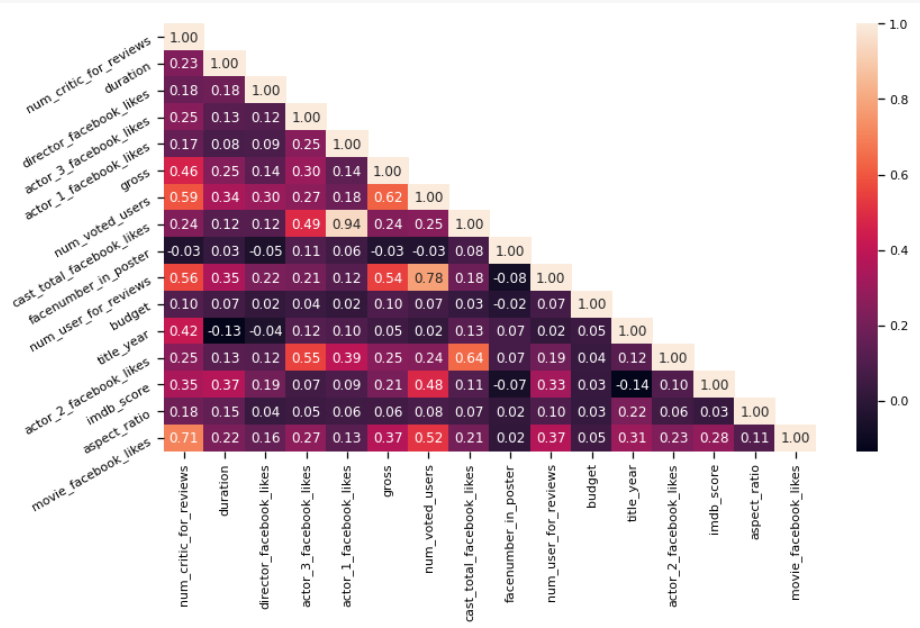 num_critic_for_reviews 1.00
duration 0.23 1.00
director_facebook_likes 0.18 0.18 1.00
actor_3_facebook_likes 0.25 0.13 0.12 1.00
actor_1_facebook_likes 0.17 0.08 0.09 0.25 1.00
gross 0.46 0.25 0.14 0.30 0.14 1.00
num_voted_users 0.59 0.34 0.30 0.27 0.18 0.62 1.00
cast_total_facebook_likes 0.24 0.12 0.12 0.49 0.94 0.24 0.25 1.00
facenumber_in_poster -0.03 0.03 -0.05 0.11 0.06 -0.03 -0.03 0.08 1.00
num_user_for_reviews 0.56 0.35 0.22 0.21 0.12 0.54 0.78 0.18 -0.08 1.00
budget 0.10 0.07 0.02 0.04 0.02 0.10 0.07 0.03 -0.02 0.07 1.00
title_year 0.42 -0.13 -0.04 0.12 0.10 0.05 0.02 0.13 0.07 0.02 0.05 1.00
actor_2_facebook_likes 0.25 0.13 0.12 0.55 0.39 0.25 0.24 0.64 0.07 0.19 0.04 0.12 1.00
imdb_score 0.35 0.37 0.19 0.07 0.09 0.21 0.48 0.11 -0.07 0.33 0.03 -0.14 0.10 1.00
aspect_ratio 0.18 0.15 0.04 0.05 0.06 0.06 0.08 0.07 0.02 0.10 0.03 0.22 0.06 0.03 1.00
movie_facebook_likes 0.71 0.22 0.16 0.27 0.13 0.37 0.52 0.21 0.02 0.37 0.05 0.31 0.23 0.28 0.11 1.00
num_critic_for_reviews
duration
director_facebook_likes
actor_3_facebook_likes
actor_1_facebook_likes
gross
num_voted_users
cast_total_facebook_likes
facenumber_in_poster
num_user_for_reviews
budget
title_year
actor_2_facebook_likes
imdb_score
aspect_ratio
movie_facebook_likes
1.0
0.8
0.6
0.4
0.2
0.0